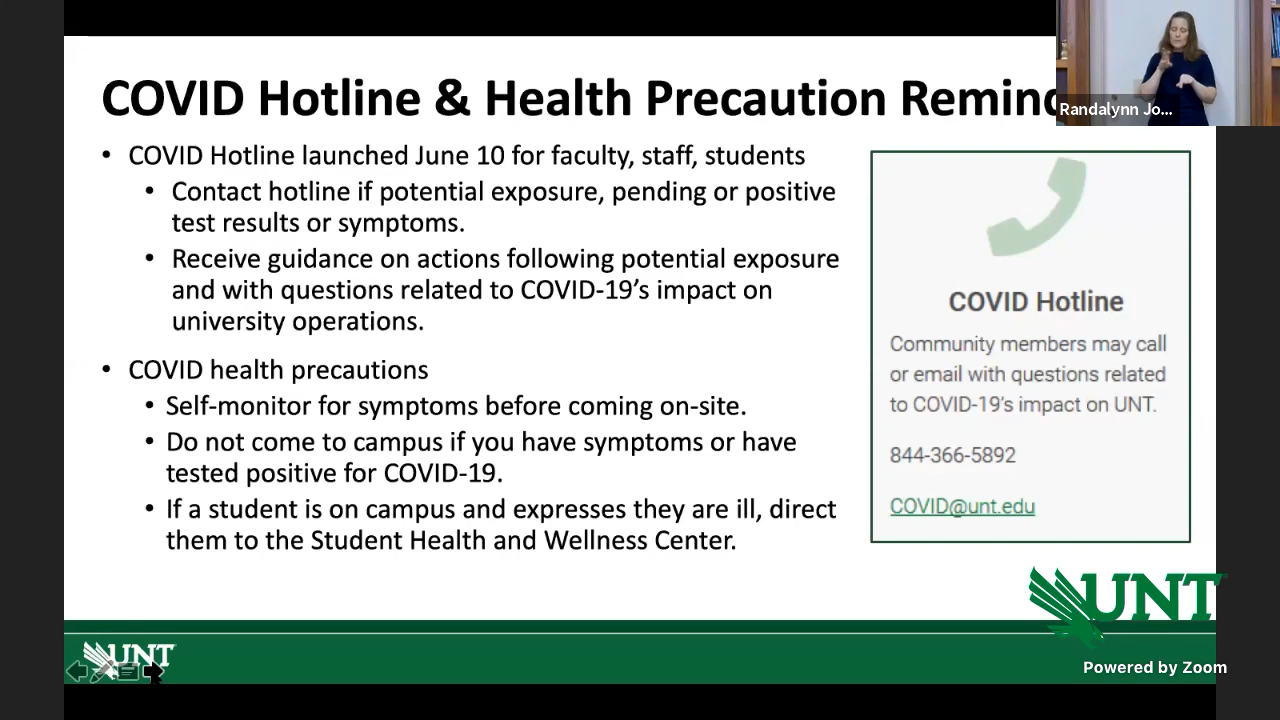 COVID Hotline & Health Precaution Remin
Randalynn Jo...
• COVID Hotline launched June 10 for faculty, staff, students
• Contact hotline if potential exposure, pending or positive
test results or symptoms.
• Receive guidance on actions following potential exposure
and with questions related to COVID-19’s impact on
university operations.
• COVID health precautions
• Self-monitor for symptoms before coming on-site.
• Do not come to campus if you have symptoms or have
tested positive for COVID-19.
• If a student is on campus and expresses they are ill, direct
them to the Student Health and Wellness Center.
COVID Hotline
Community members may call
or email with questions related
to COVID-19's impact on UNT.
844-366-5892
COVID@unt.edu
UNT
UNT
Powered by Zoom